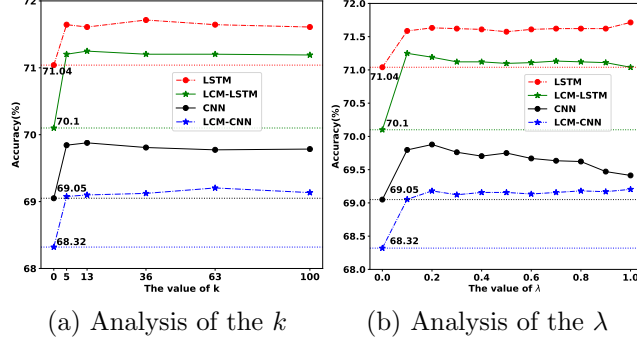 72
71
70
69
68
Accuracy(%)
71.04
70.1
69.05
68.32
LSTM
LCM-LSTM
CNN
LCM-CNN
0 5 13 36 63 100
The value of k
(a) Analysis of the k
72.0
71.5
71.0
70.5
70.0
69.5
69.0
68.5
68.0
Accuracy(%)
71.04
70.1
69.05
68.32
LSTM
LCM-LSTM
CNN
LCM-CNN
0.0 0.2 0.4 0.6 0.8 1.0
The value of λ
(b) Analysis of the λ